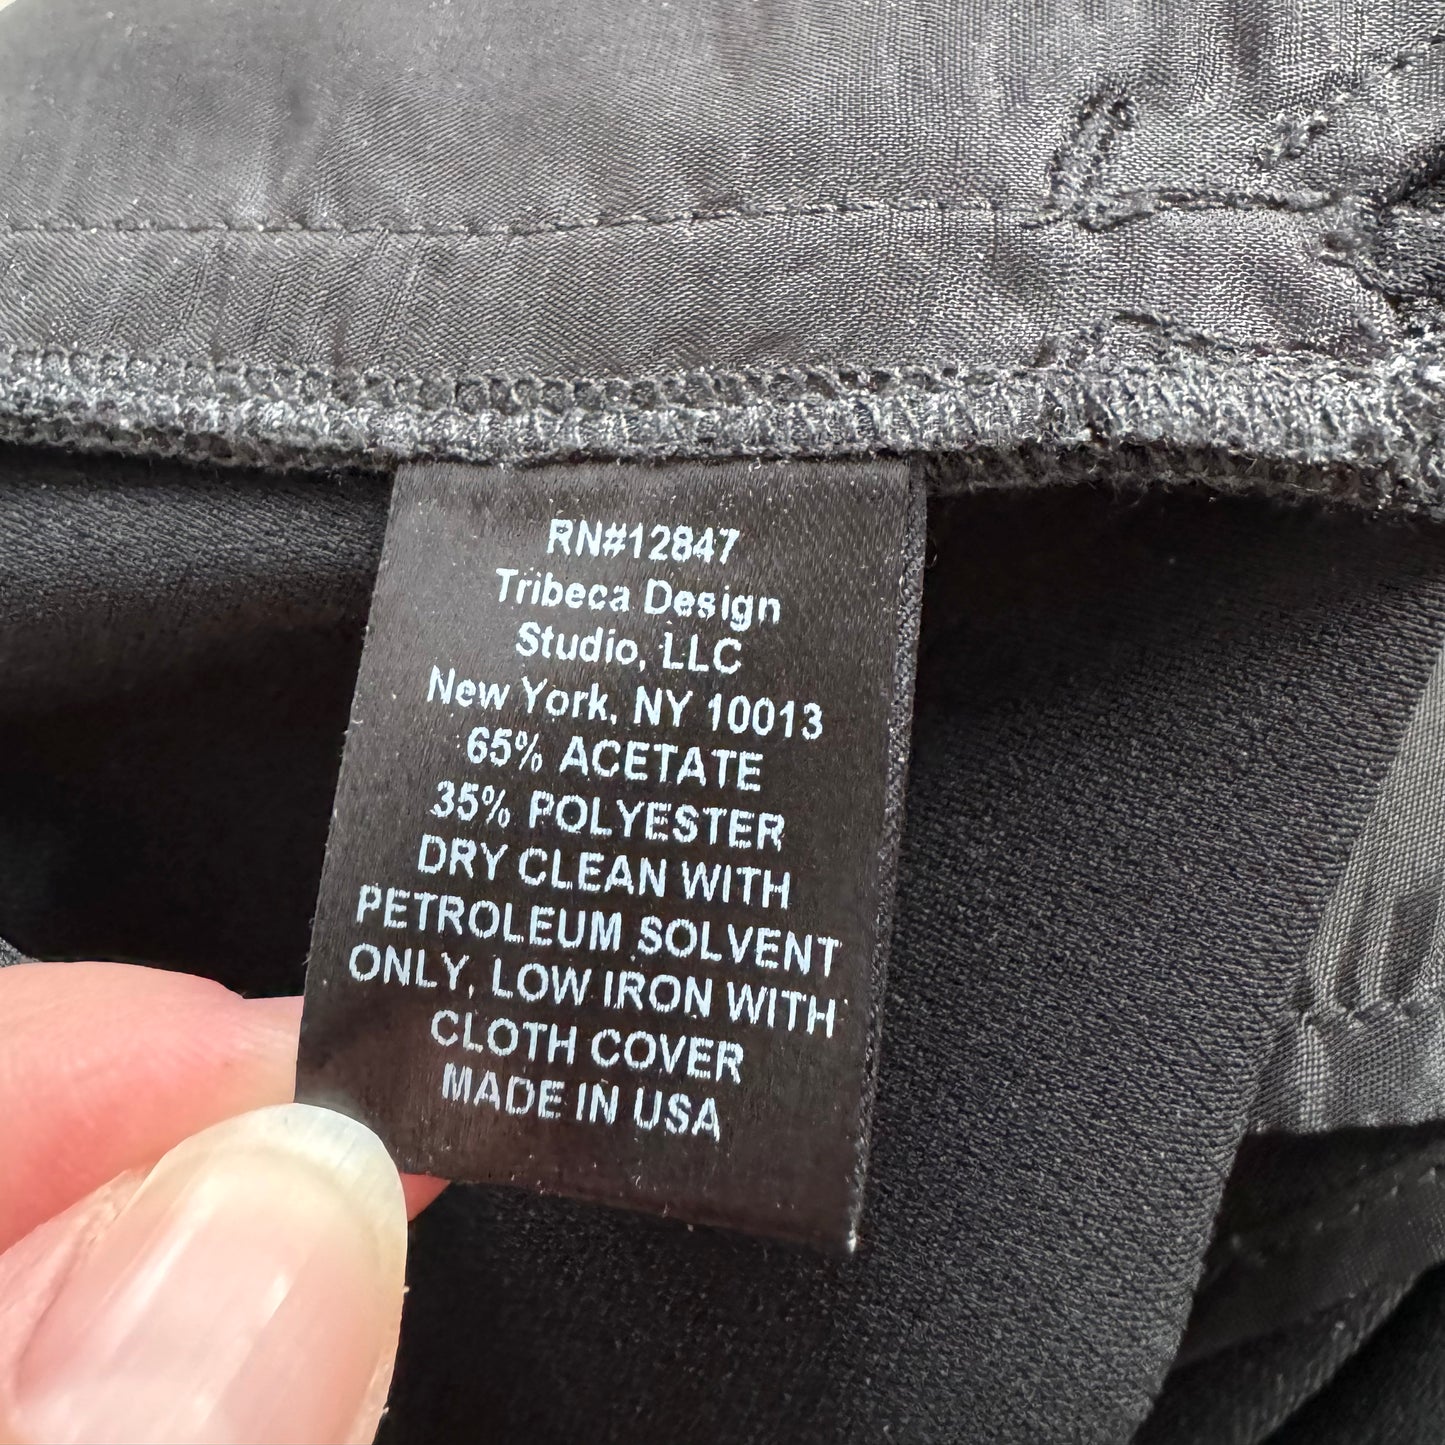 RN#12847
Tribeca Design
Studio, LLC
New York, NY 10013
65% ACETATE
35% POLYESTER
DRY CLEAN WITH
PETROLEUM SOLVENT
ONLY, LOW IRON WITH
CLOTH COVER
MADE IN USA